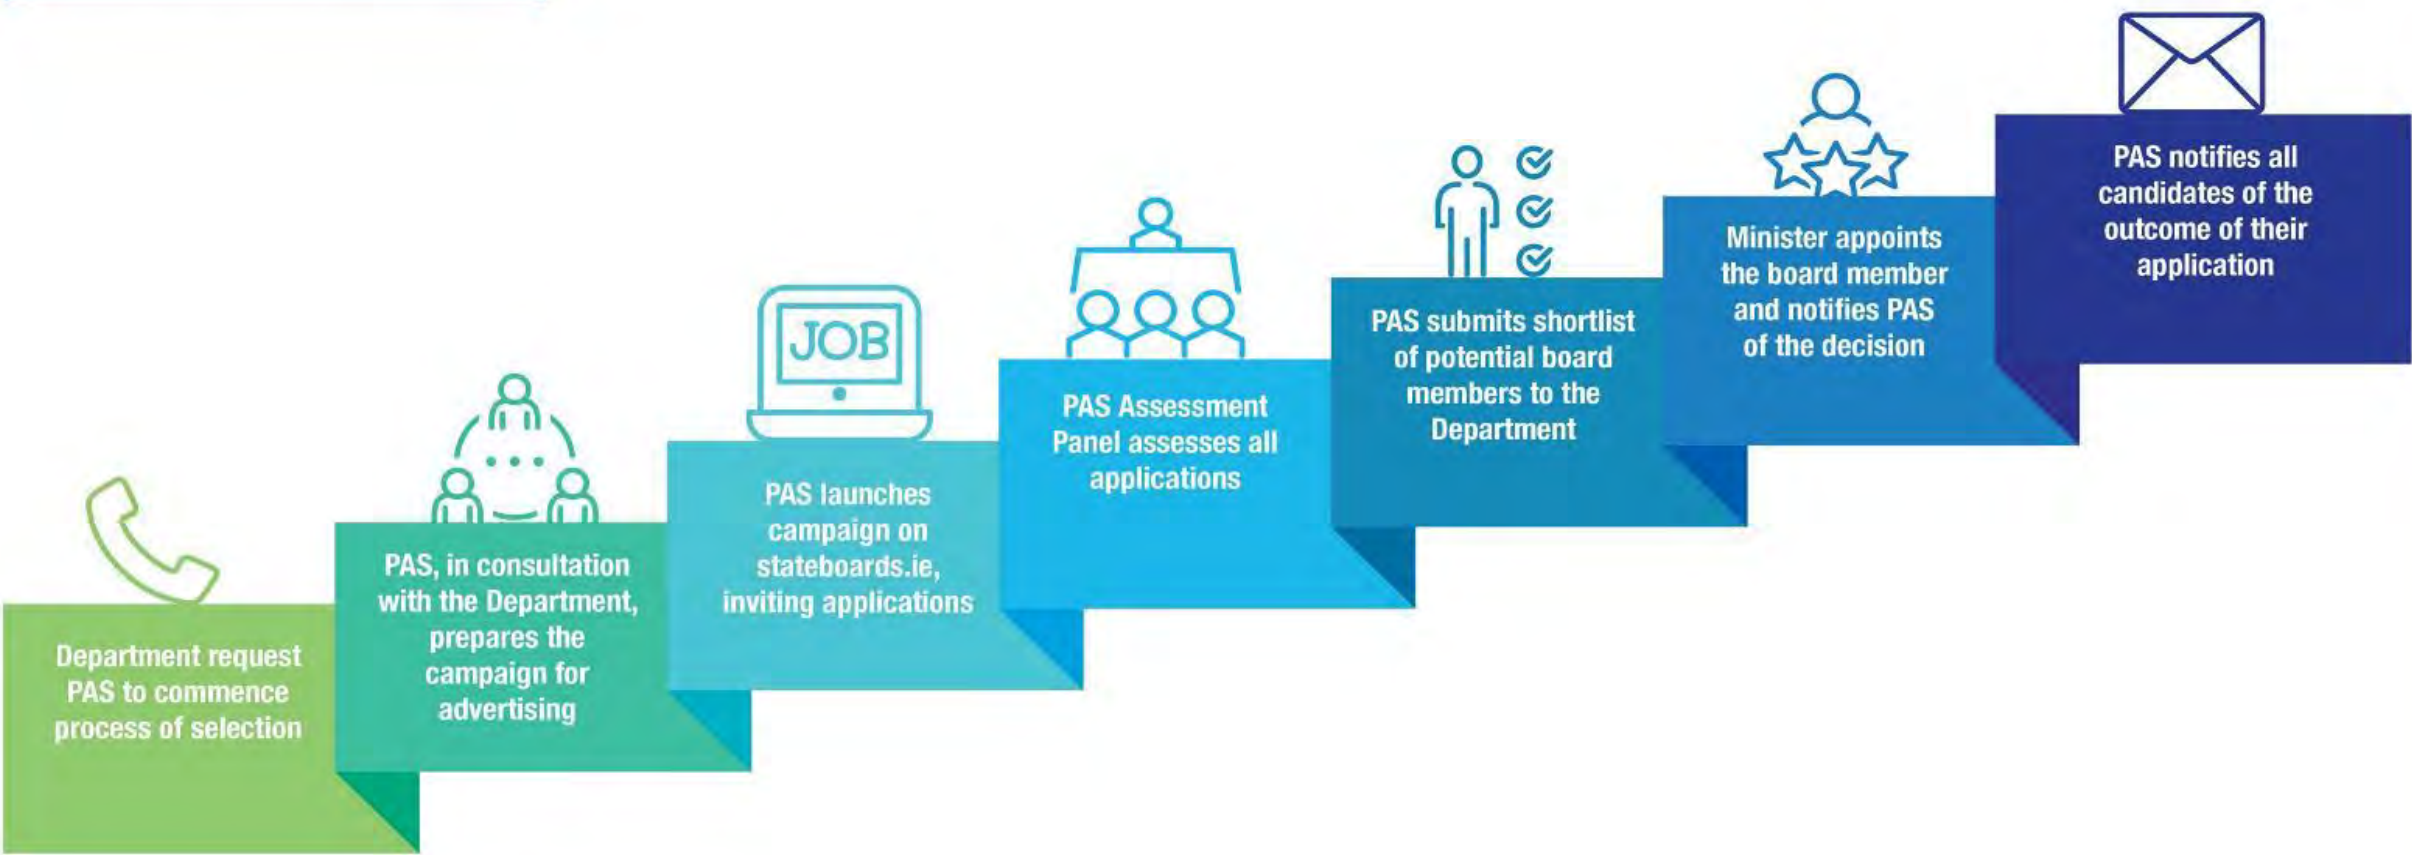 Department request
PAS to commence
process of selection
PAS, in consultation
with the Department,
prepares the
campaign for
advertising
JOB
PAS launches
campaign on
stateboards.ie,
inviting applications
PAS Assessment
Panel assesses all
applications
PAS submits shortlist
of potential board
members to the
Department
Minister appoints
the board member
and notifies PAS
of the decision
PAS notifies all
candidates of the
outcome of their
application